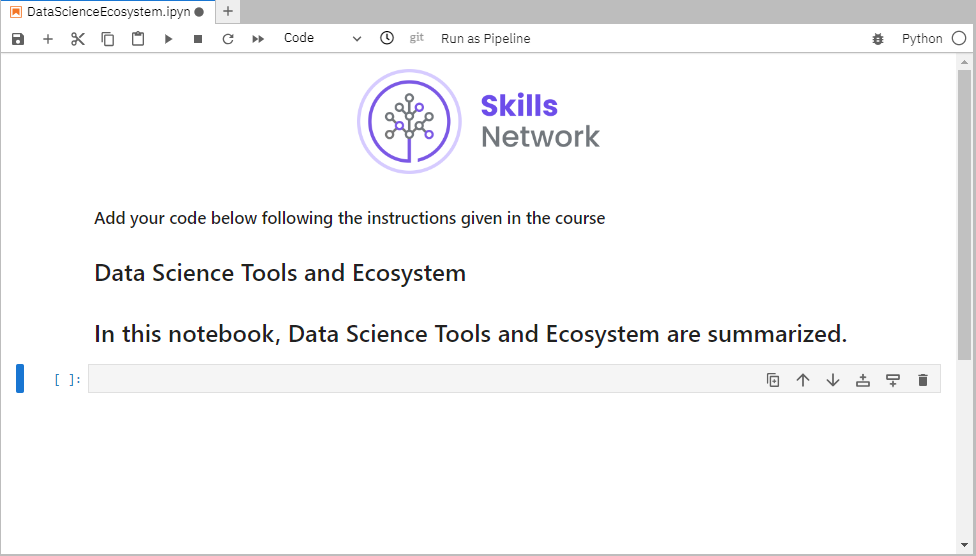 DataScienceEcosystem.ipyn
Code
git
Run as Pipeline
Python
Skills
Network
Add your code below following the instructions given in the course
Data Science Tools and Ecosystem
In this notebook, Data Science Tools and Ecosystem are summarized.
[ ]: